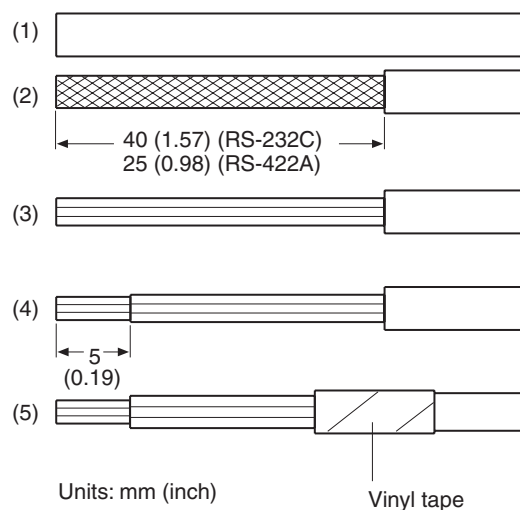 (1)
(2)
40 (1.57) (RS-232C)
25 (0.98) (RS-422A)
(3)
(4)
5
(0.19)
(5)
Units: mm (inch)
Vinyl tape